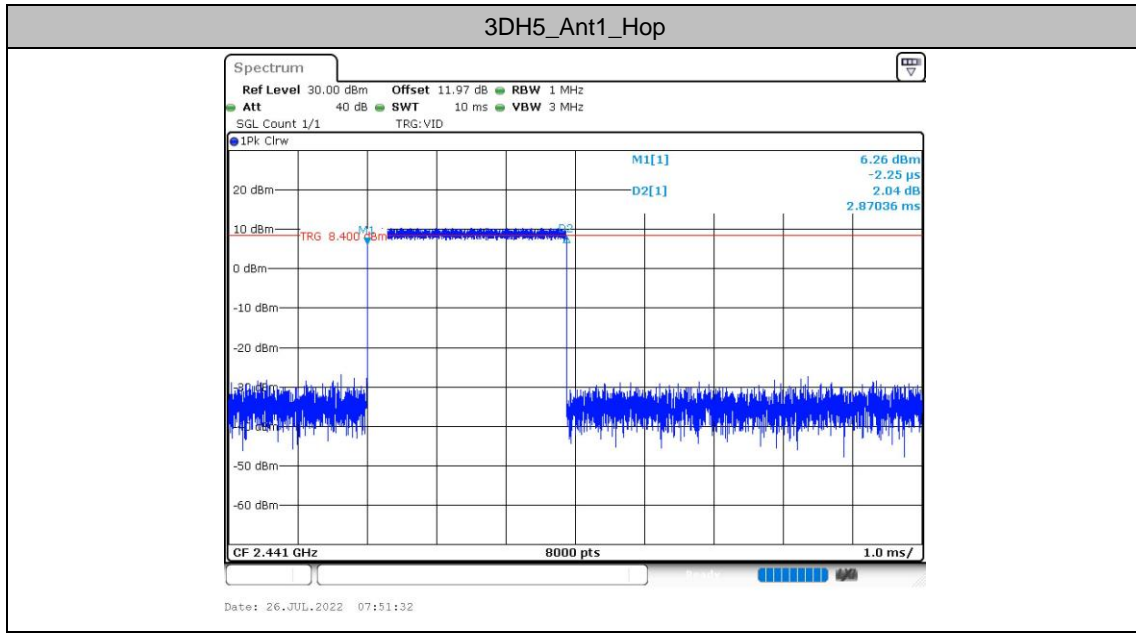 3DH5_Ant1_Hop
Spectrum
Ref Level 30.00 dBm Offset 11.97 dB RBW 1 MHz
Att 40 dB SWT 10 ms VBW 3 MHz
SGL Count 1/1 TRG:VID
1Pk Clrw
M1[1] 6.26 dBm
-2.25 µs
20 dBm D2[1] 2.04 dB
2.87036 ms
10 dBm M1 D2
TRG 8.400 dBm
0 dBm
-10 dBm
-20 dBm
-30 dBm
-40 dBm
-50 dBm
-60 dBm
CF 2.441 GHz 8000 pts 1.0 ms/
Date: 26.JUL.2022 07:51:32